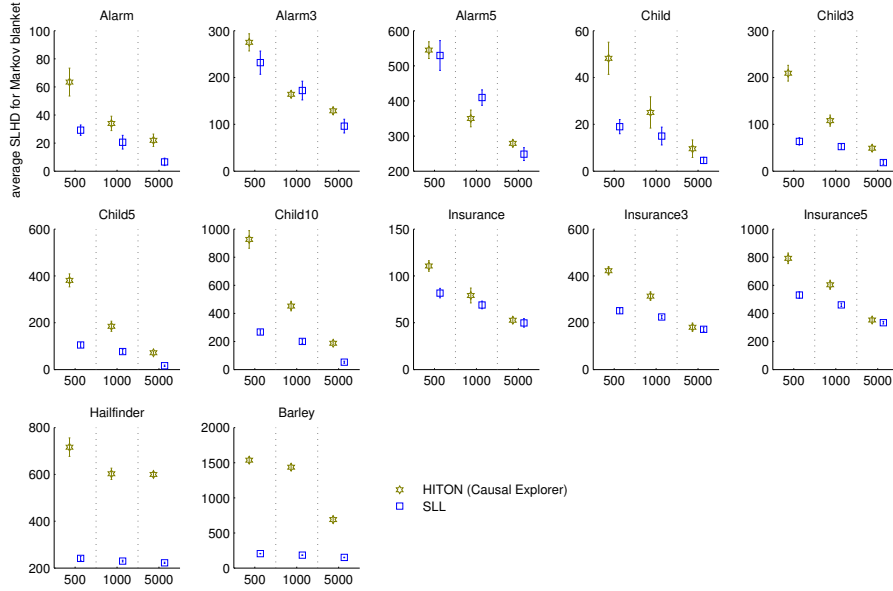 average SLHD for Markov blanket
Alarm
100
80
60
40
20
0
500 1000 5000
Alarm3
300
200
100
0
500 1000 5000
Alarm5
600
500
400
300
200
500 1000 5000
Child
60
40
20
0
500 1000 5000
Child3
300
200
100
0
500 1000 5000
Child5
600
400
200
0
500 1000 5000
Child10
1000
800
600
400
200
0
500 1000 5000
Insurance
150
100
50
0
500 1000 5000
Insurance3
600
400
200
0
500 1000 5000
Insurance5
1000
800
600
400
200
0
500 1000 5000
Hailfinder
800
600
400
200
500 1000 5000
Barley
2000
1500
1000
500
0
500 1000 5000
HITON (Causal Explorer)
SLL